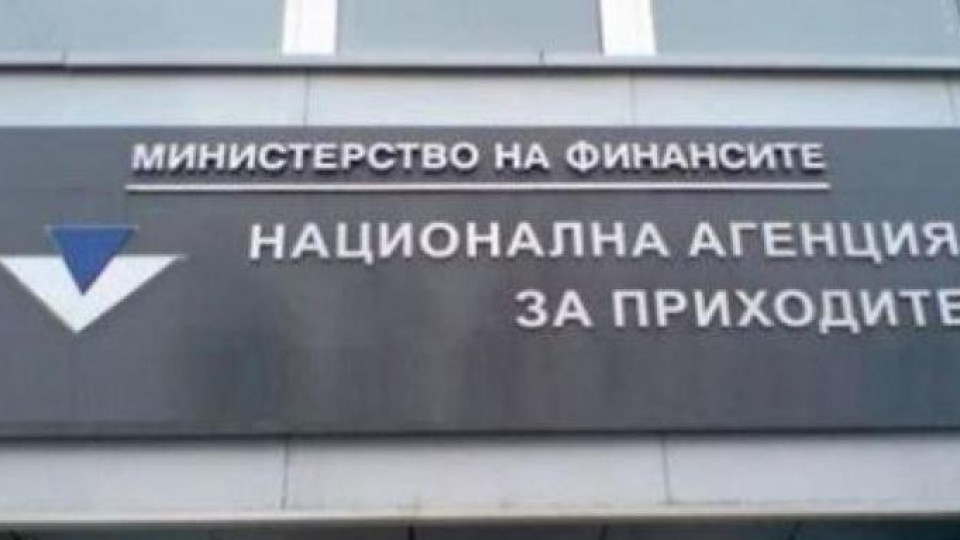 МИНИСТЕРСТВО НА ФИНАНСИТЕ
НАЦИОНАЛНА АГЕНЦИЯ
ЗА ПРИХОДИТЕ